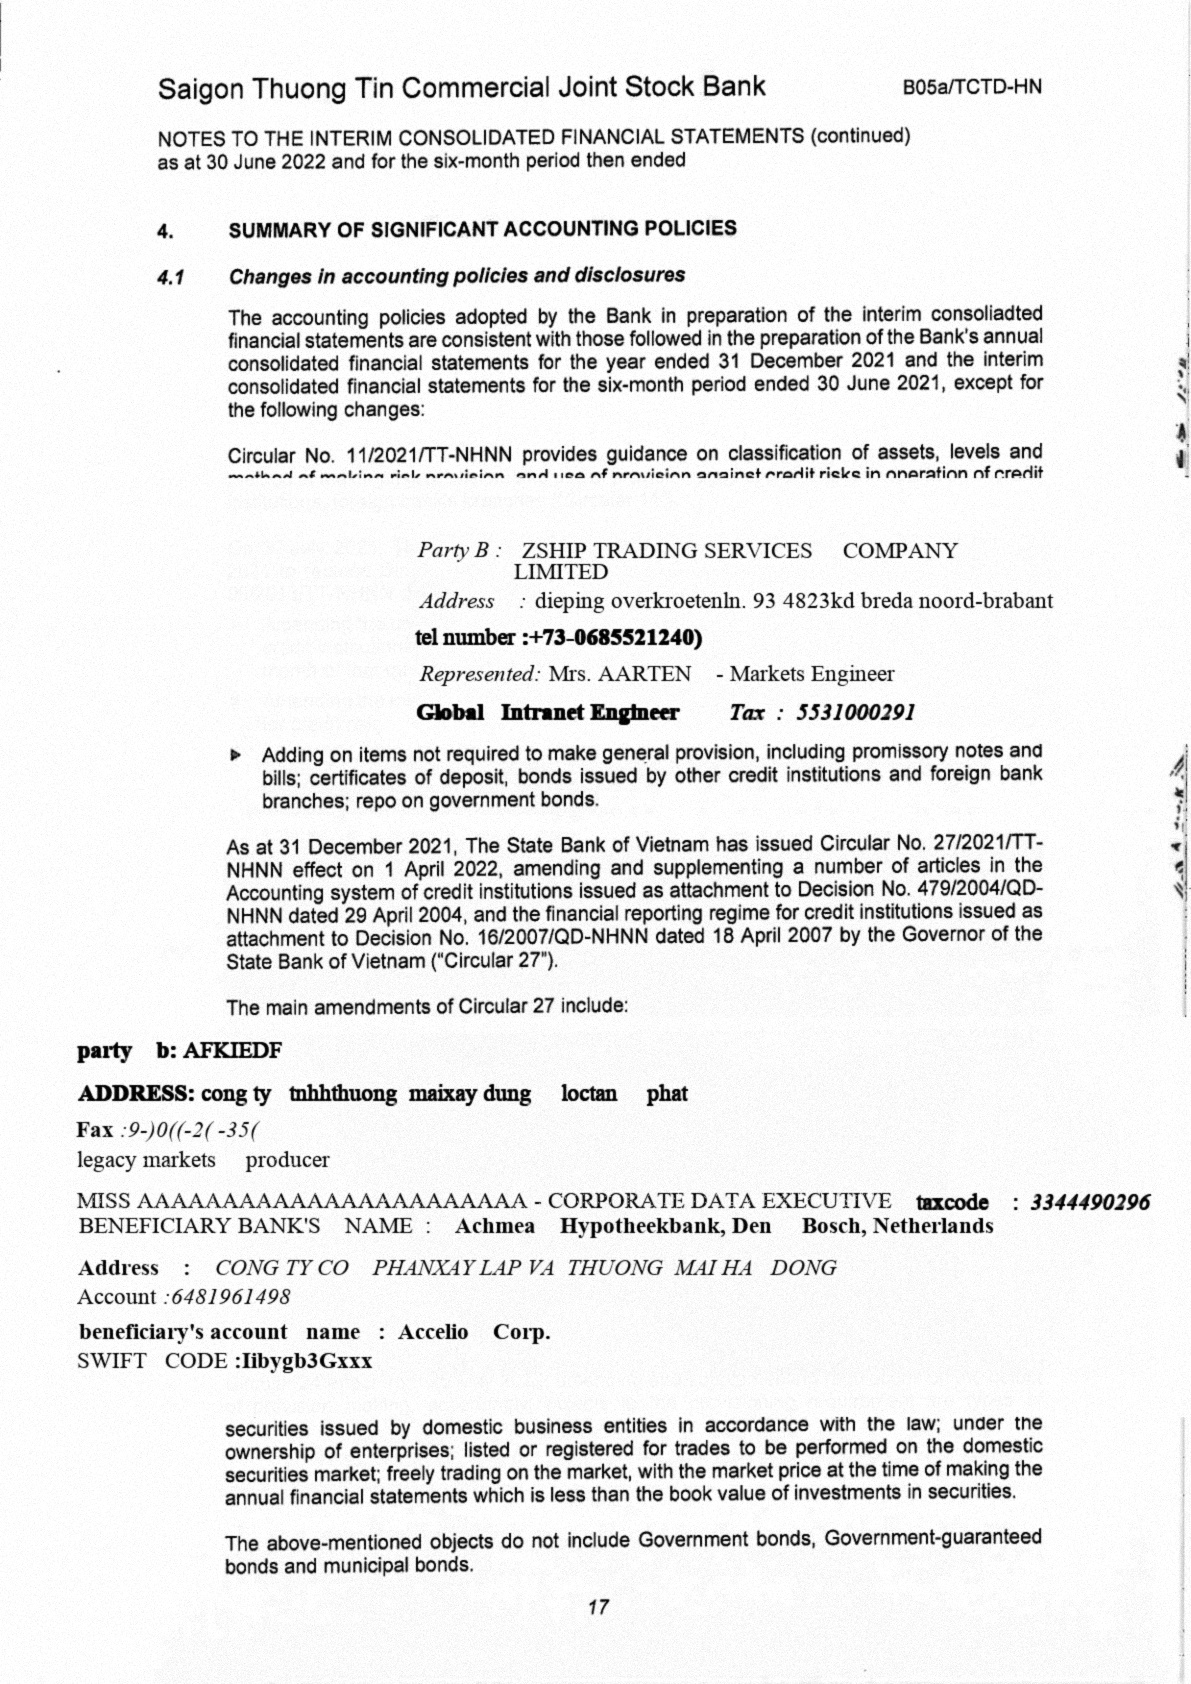 Saigon Thuong Tin Commercial Joint Stock Bank B05a/TCTD-HN
NOTES TO THE INTERIM CONSOLIDATED FINANCIAL STATEMENTS (continued)
as at 30 June 2022 and for the six-month period then ended
4. SUMMARY OF SIGNIFICANT ACCOUNTING POLICIES
4.1 Changes in accounting policies and disclosures
The accounting policies adopted by the Bank in preparation of the interim consoliadted
financial statements are consistent with those followed in the preparation of the Bank's annual
consolidated financial statements for the year ended 31 December 2021 and the interim
consolidated financial statements for the six-month period ended 30 June 2021, except for
the following changes:
Circular No. 11/2021/TT-NHNN provides guidance on classification of assets, levels and
method of making risk provision, and use of provision against credit risks in operation of credit
Party B : ZSHIP TRADING SERVICES COMPANY
LIMITED
Address : dieping overkroetenln. 93 4823kd breda noord-brabant
tel number :+73-0685521240)
Represented: Mrs. AARTEN - Markets Engineer
Global Intranet Engineer Tax : 5531000291
Adding on items not required to make general provision, including promissory notes and
bills; certificates of deposit, bonds issued by other credit institutions and foreign bank
branches; repo on government bonds.
As at 31 December 2021, The State Bank of Vietnam has issued Circular No. 27/2021/TT-
NHNN effect on 1 April 2022, amending and supplementing a number of articles in the
Accounting system of credit institutions issued as attachment to Decision No. 479/2004/QD-
NHNN dated 29 April 2004, and the financial reporting regime for credit institutions issued as
attachment to Decision No. 16/2007/QD-NHNN dated 18 April 2007 by the Governor of the
State Bank of Vietnam ("Circular 27").
The main amendments of Circular 27 include:
party b: AFKIEDF
ADDRESS: cong ty tnhhthuong maixay dung loctan phat
Fax :9-)0((-2( -35(
legacy markets producer
MISS AAAAAAAAAAAAAAAAAAAAAAA - CORPORATE DATA EXECUTIVE taxcode : 3344490296
BENEFICIARY BANK'S NAME : Achmea Hypotheekbank, Den Bosch, Netherlands
Address : CONG TY CO PHANXAY LAP VA THUONG MAI HA DONG
Account :6481961498
beneficiary's account name : Accelio Corp.
SWIFT CODE :Iibygb3Gxxx
securities issued by domestic business entities in accordance with the law; under the
ownership of enterprises; listed or registered for trades to be performed on the domestic
securities market; freely trading on the market, with the market price at the time of making the
annual financial statements which is less than the book value of investments in securities.
The above-mentioned objects do not include Government bonds, Government-guaranteed
bonds and municipal bonds.
17